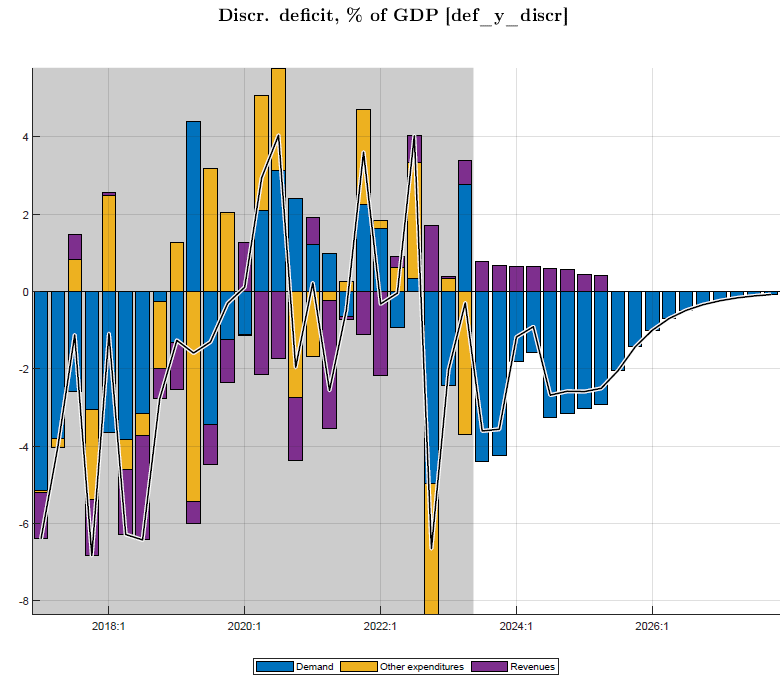 Discr. deficit, % of GDP [def_y_discr]
4
2
0
-2
-4
-6
-8
2018:1 2020:1 2022:1 2024:1 2026:1
Demand Other expenditures Revenues